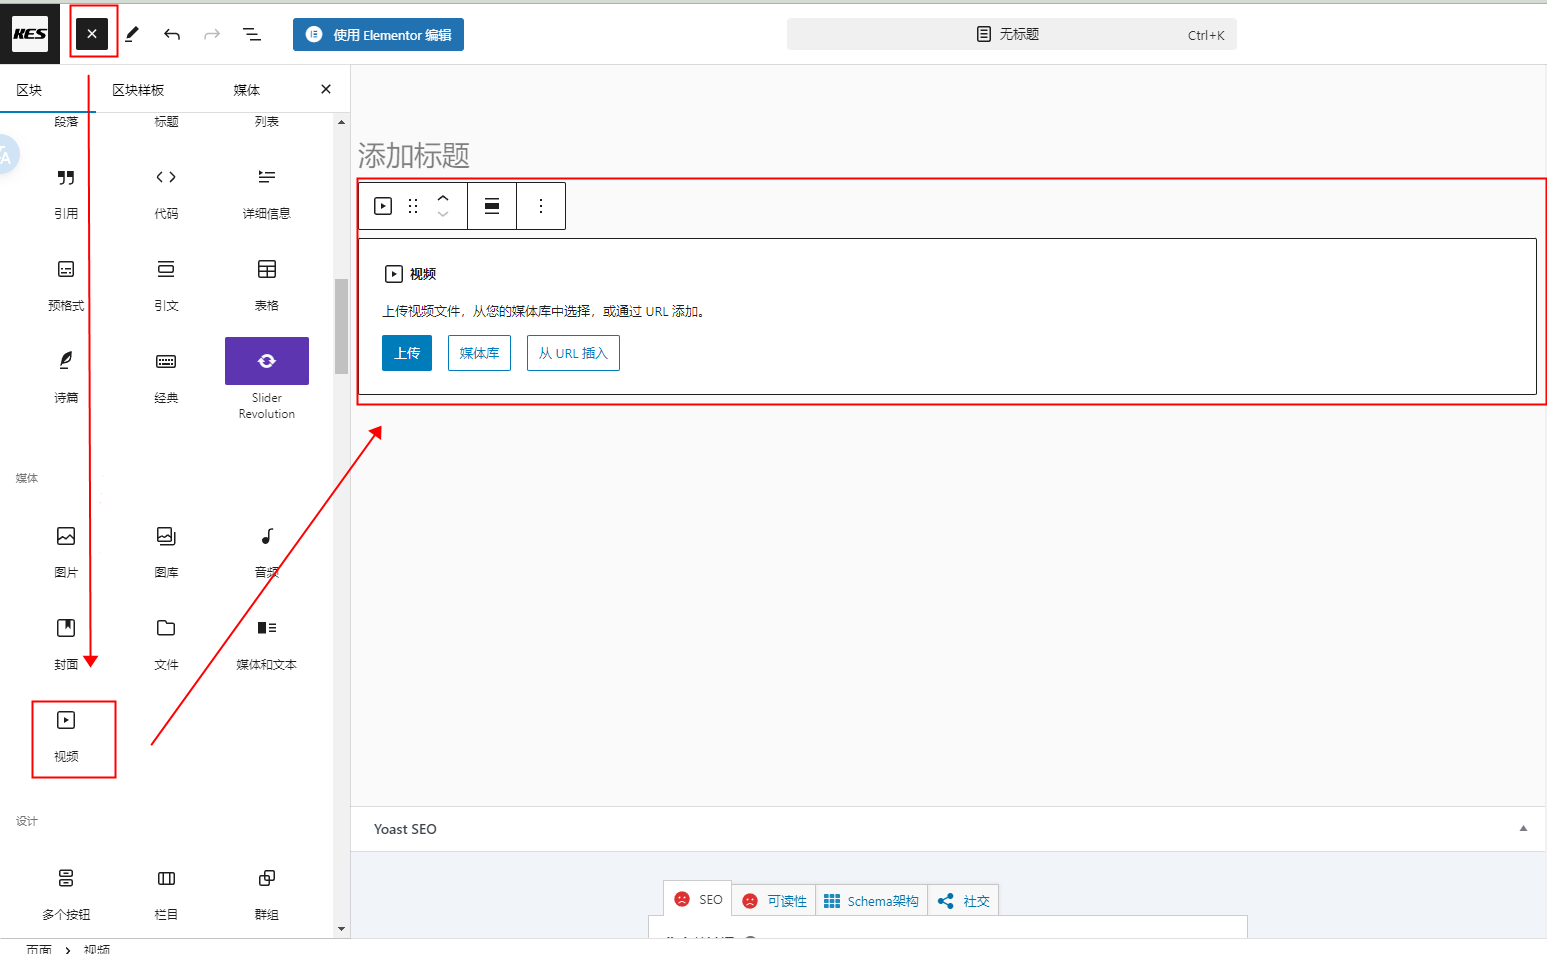 KES
使用 Elementor 编辑
无标题
Ctrl+K
区块
区块样板
媒体
段落
标题
列表
引用
代码
详细信息
预格式
引文
表格
诗篇
经典
Slider
Revolution
媒体
图片
图库
音频
封面
文件
媒体和文本
视频
设计
多个按钮
栏目
群组
添加标题
视频
上传视频文件，从您的媒体库中选择，或通过 URL 添加。
上传
媒体库
从 URL 插入
Yoast SEO
SEO
可读性
Schema架构
社交
页面
视频